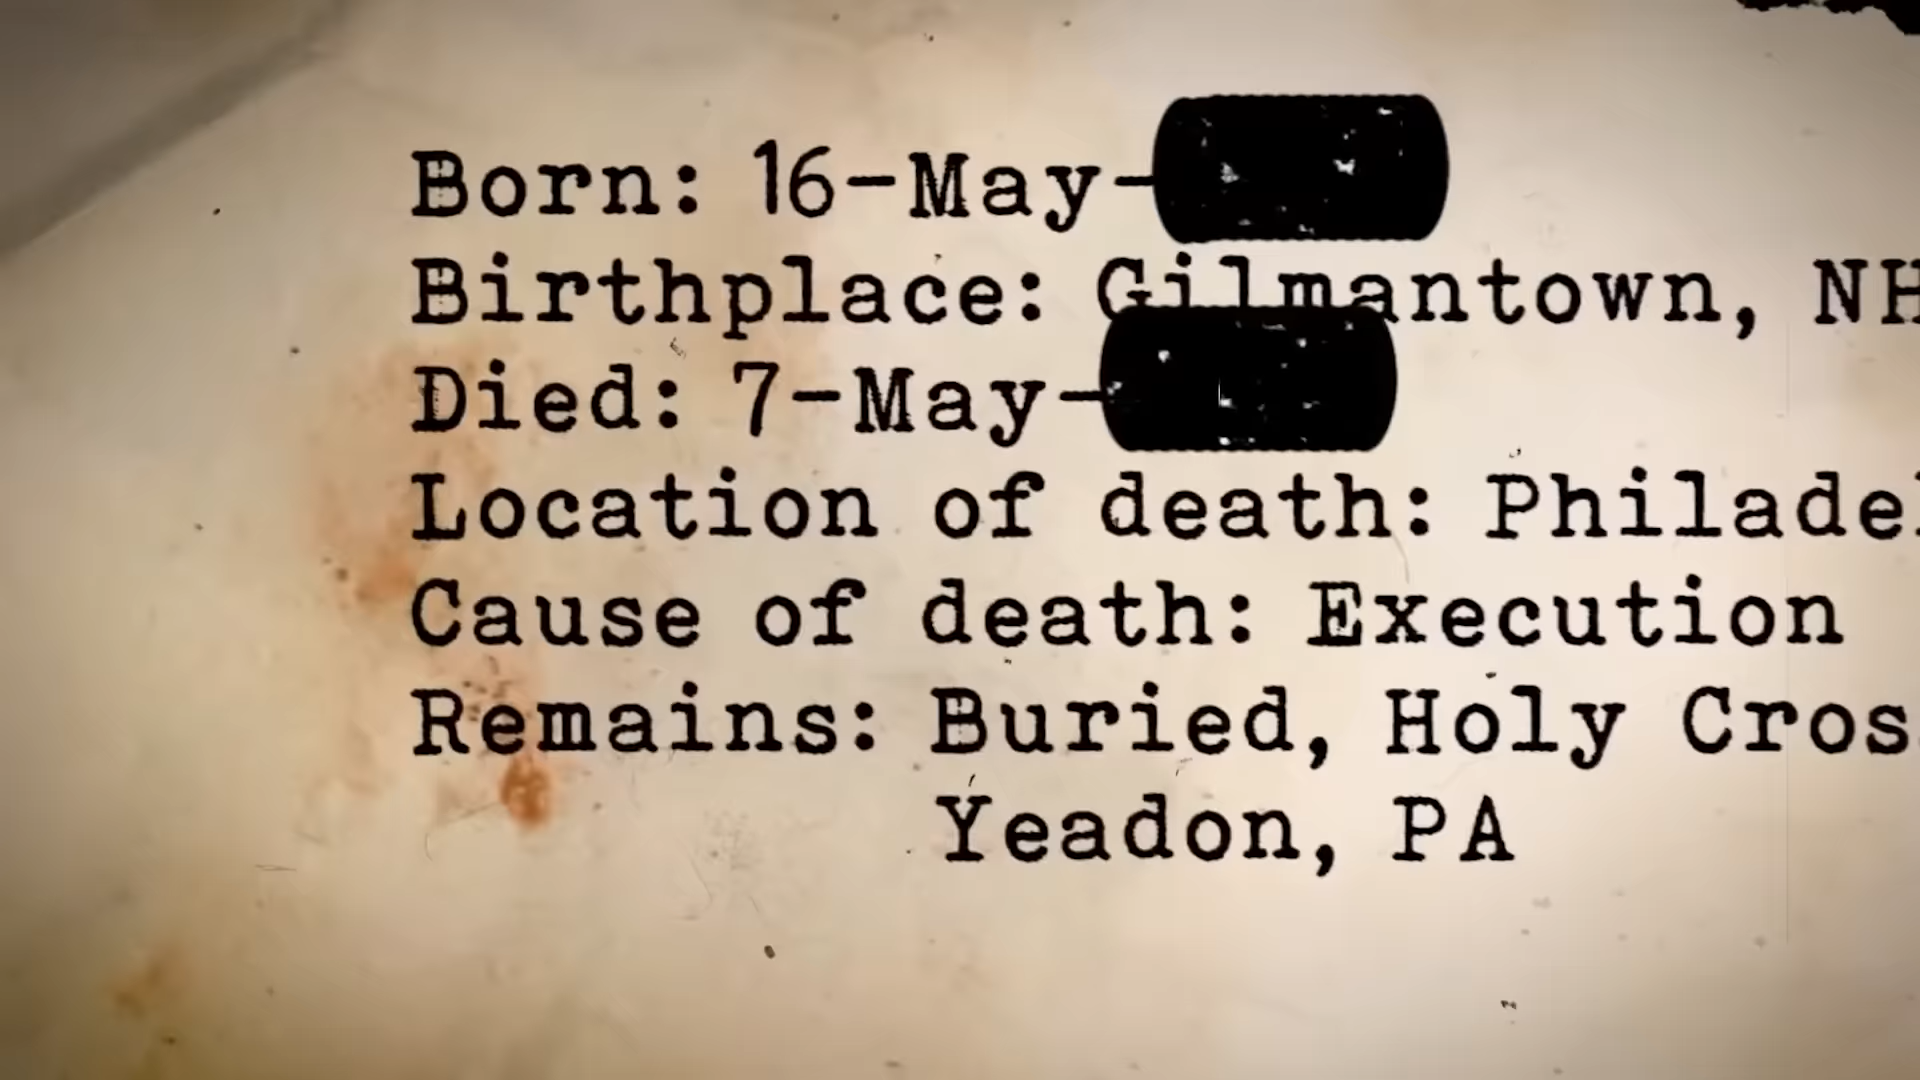 Born: 16-May-
Birthplace: Gilmantown, NH
Died: 7-May-
Location of death: Philadel
Cause of death: Execution
Remains: Buried, Holy Cros
Yeadon, PA